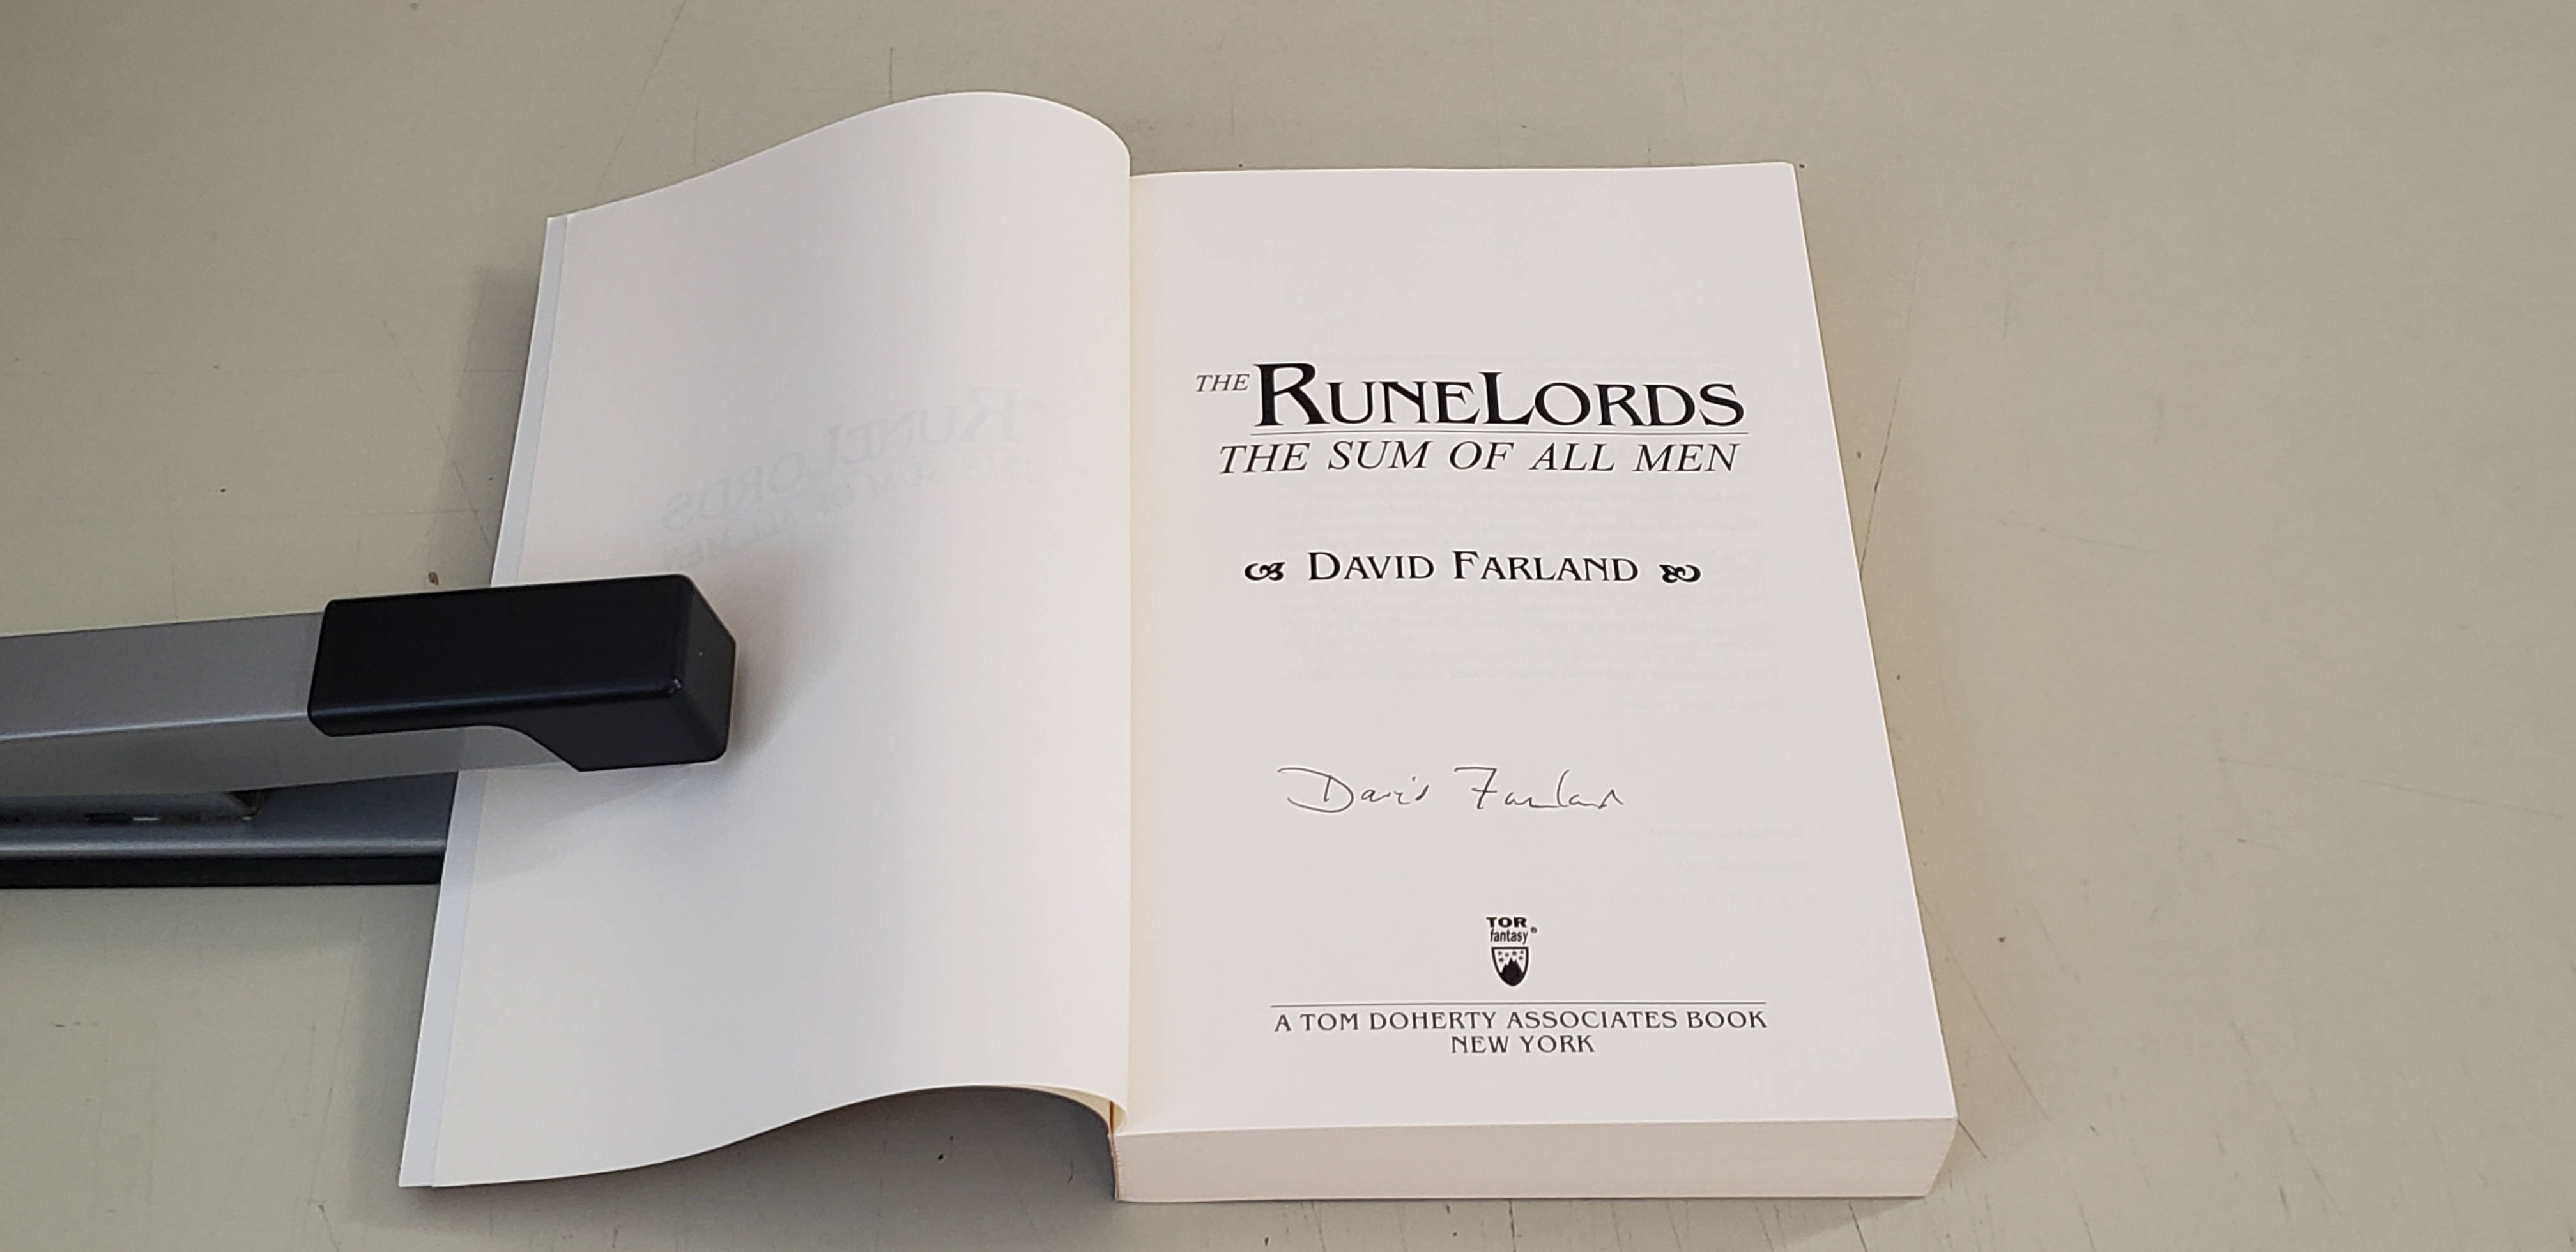 THE RUNELORDS
THE SUM OF ALL MEN
DAVID FARLAND
David Farland
TOR
fantasy®
A TOM DOHERTY ASSOCIATES BOOK
NEW YORK